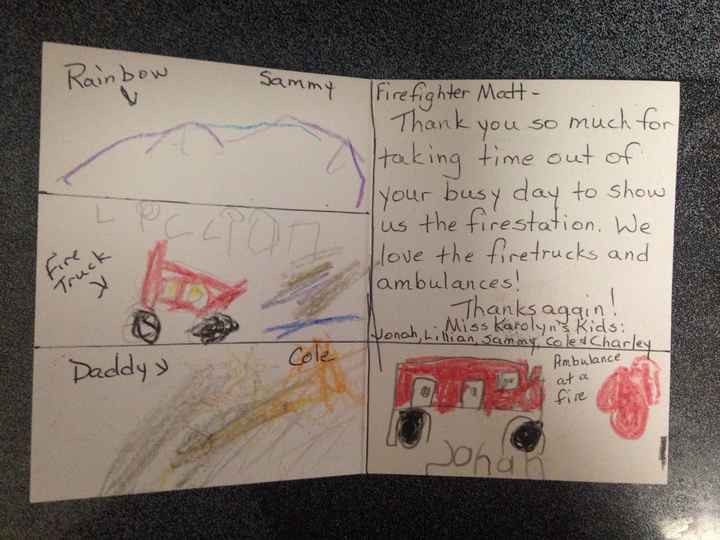 Rainbow
Sammy
Fire
Truck
Daddy
Cole
Firefighter Matt -
Thank you so much for
taking time out of
your busy day to show
us the firestation. We
love the firetrucks and
ambulances!
Thanks again!
Miss Karolyn's Kids:
Jonah, Lillian, Sammy, Cole & Charley
Ambulance
at a
fire
Jonah